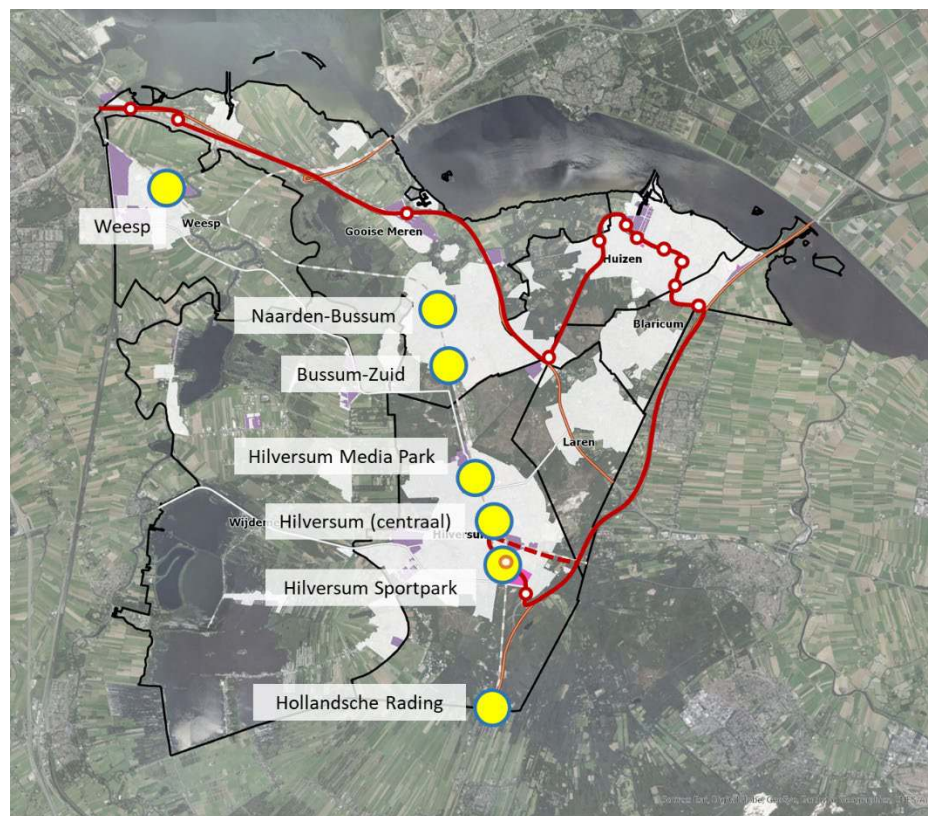 Weesp
Weesp
Gooise Meren
Huizen
Naarden-Bussum
Blaricum
Bussum-Zuid
Laren
Hilversum Media Park
Hilversum (centraal)
Hilversum Sportpark
Hollandsche Rading